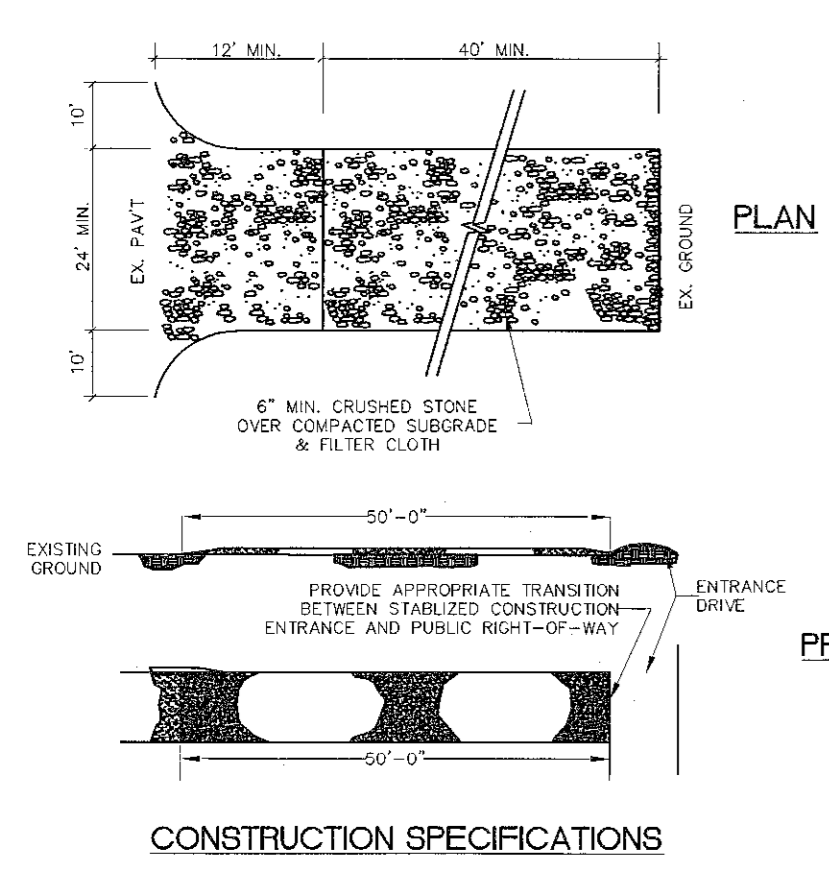 12' MIN.
40' MIN.
10'
24' MIN.
10'
EX. PAV'T
EX. GROUND
PLAN
6" MIN. CRUSHED STONE
OVER COMPACTED SUBGRADE
& FILTER CLOTH
50'-0"
EXISTING
GROUND
PROVIDE APPROPRIATE TRANSITION
BETWEEN STABLIZED CONSTRUCTION
ENTRANCE AND PUBLIC RIGHT-OF-WAY
ENTRANCE
DRIVE
50'-0"
CONSTRUCTION SPECIFICATIONS